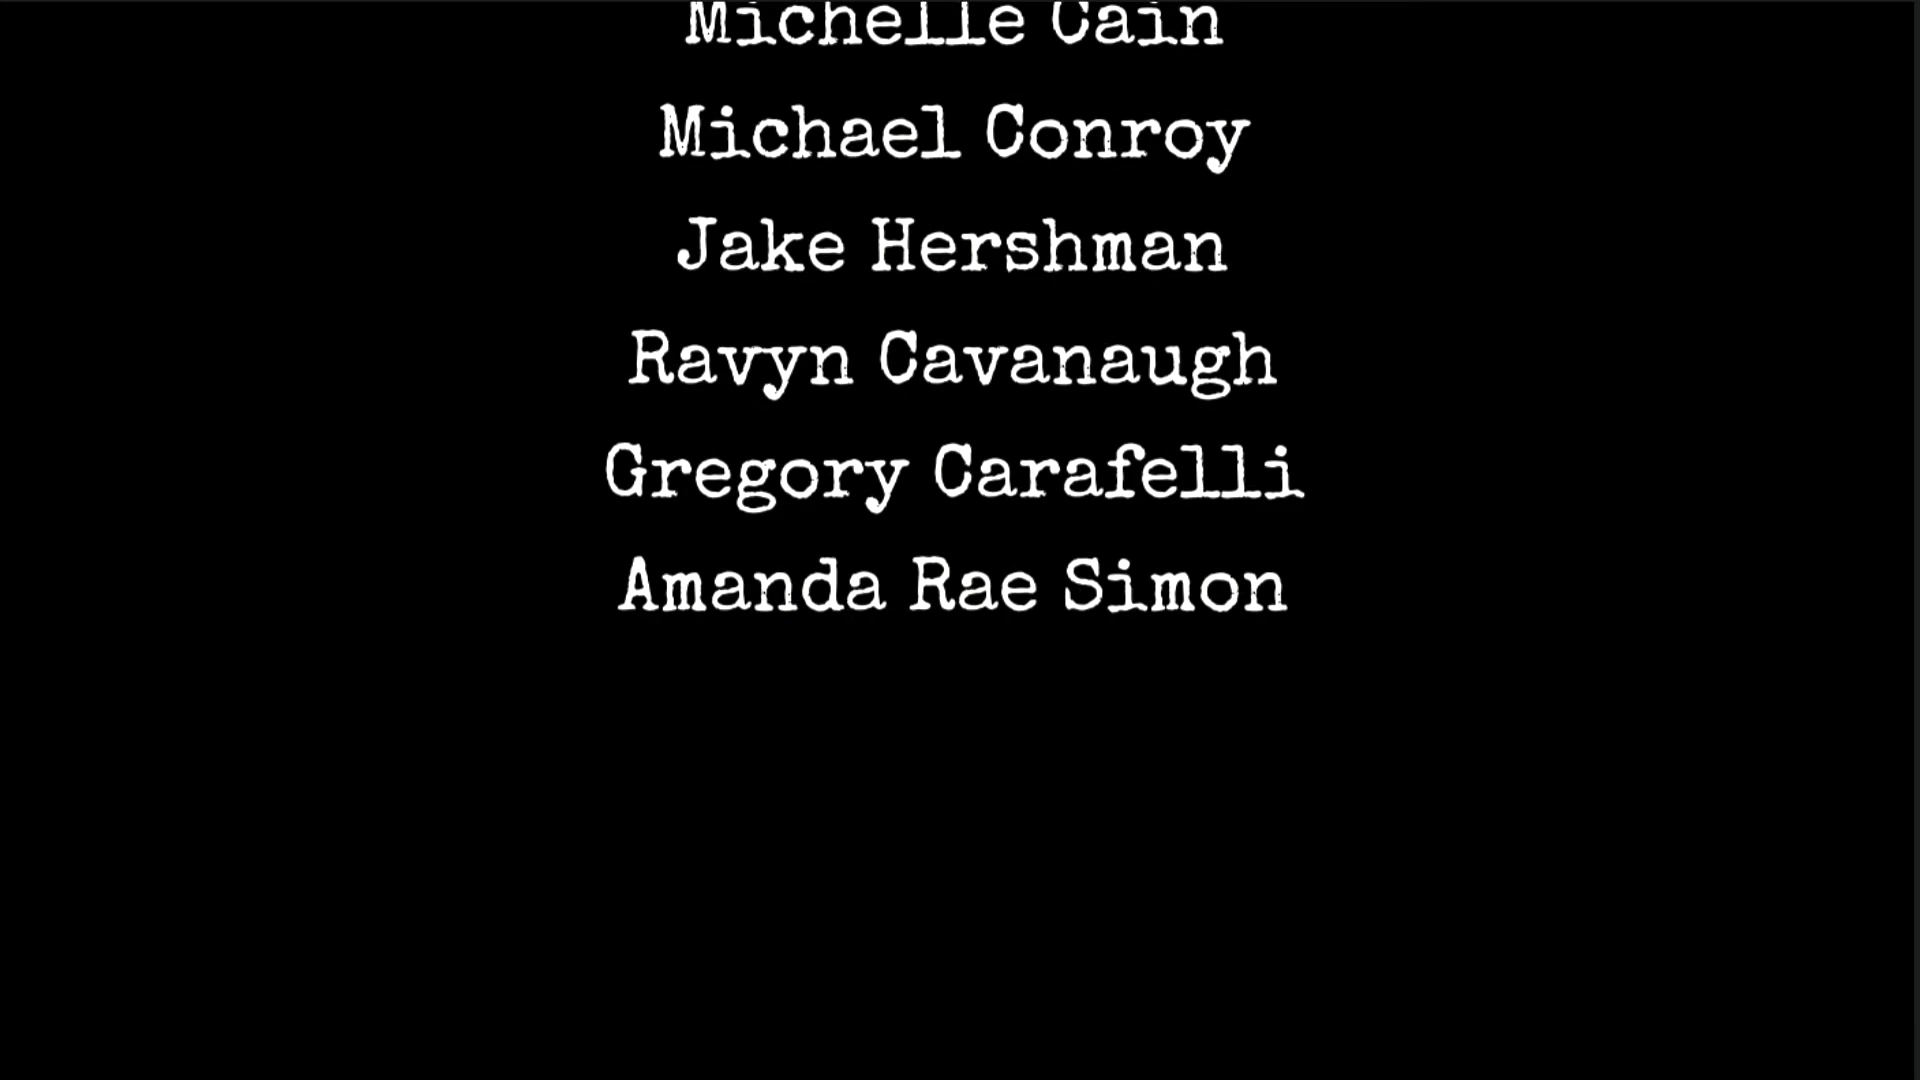 Michelle Cain
Michael Conroy
Jake Hershman
Ravyn Cavanaugh
Gregory Carafelli
Amanda Rae Simon